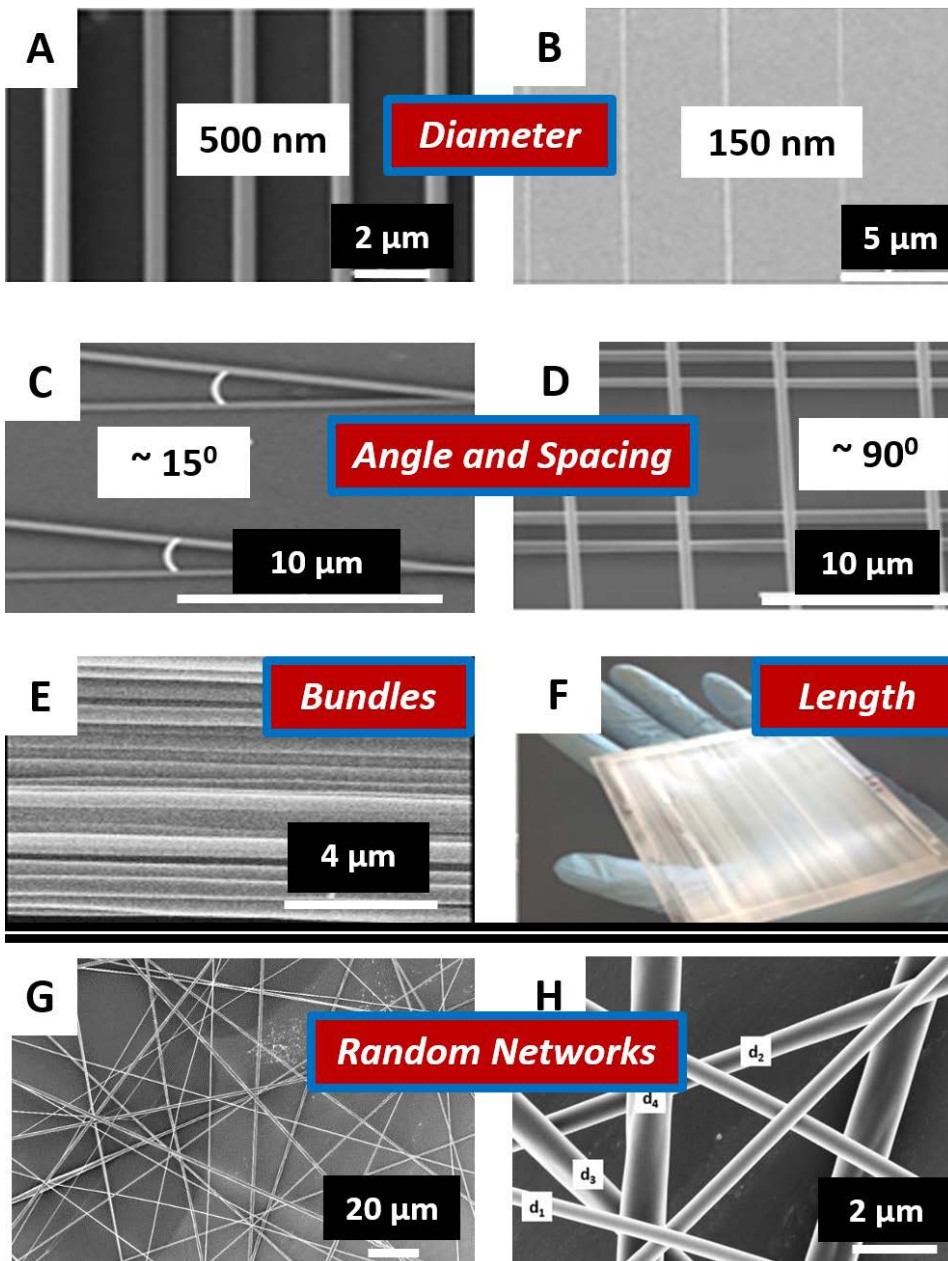 A
B
500 nm
Diameter
150 nm
2 µm
5 µm
C
D
~ 15⁰
Angle and Spacing
~ 90⁰
10 µm
10 µm
E
Bundles
F
Length
4 µm
G
H
Random Networks
d₂
d₄
d₃
d₁
20 µm
2 µm